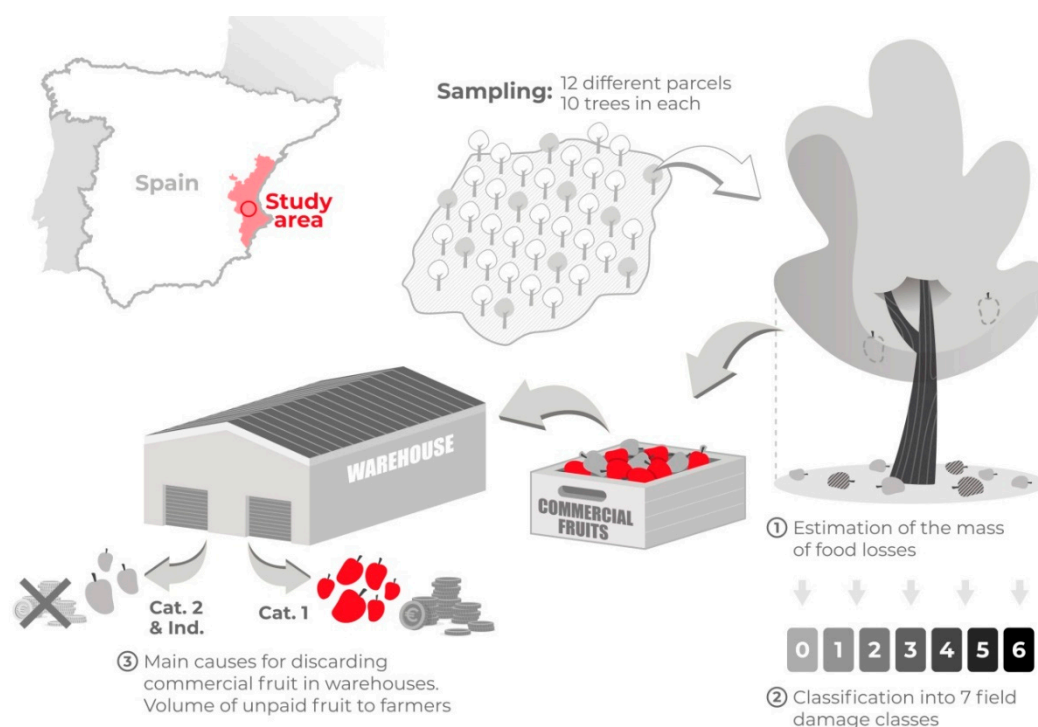 Sampling: 12 different parcels
10 trees in each
Spain
Study
area
WAREHOUSE
COMMERCIAL
FRUITS
① Estimation of the mass
of food losses
Cat. 2
& Ind.
Cat. 1
€
0 1 2 3 4 5 6
③ Main causes for discarding
commercial fruit in warehouses.
Volume of unpaid fruit to farmers
② Classification into 7 field
damage classes